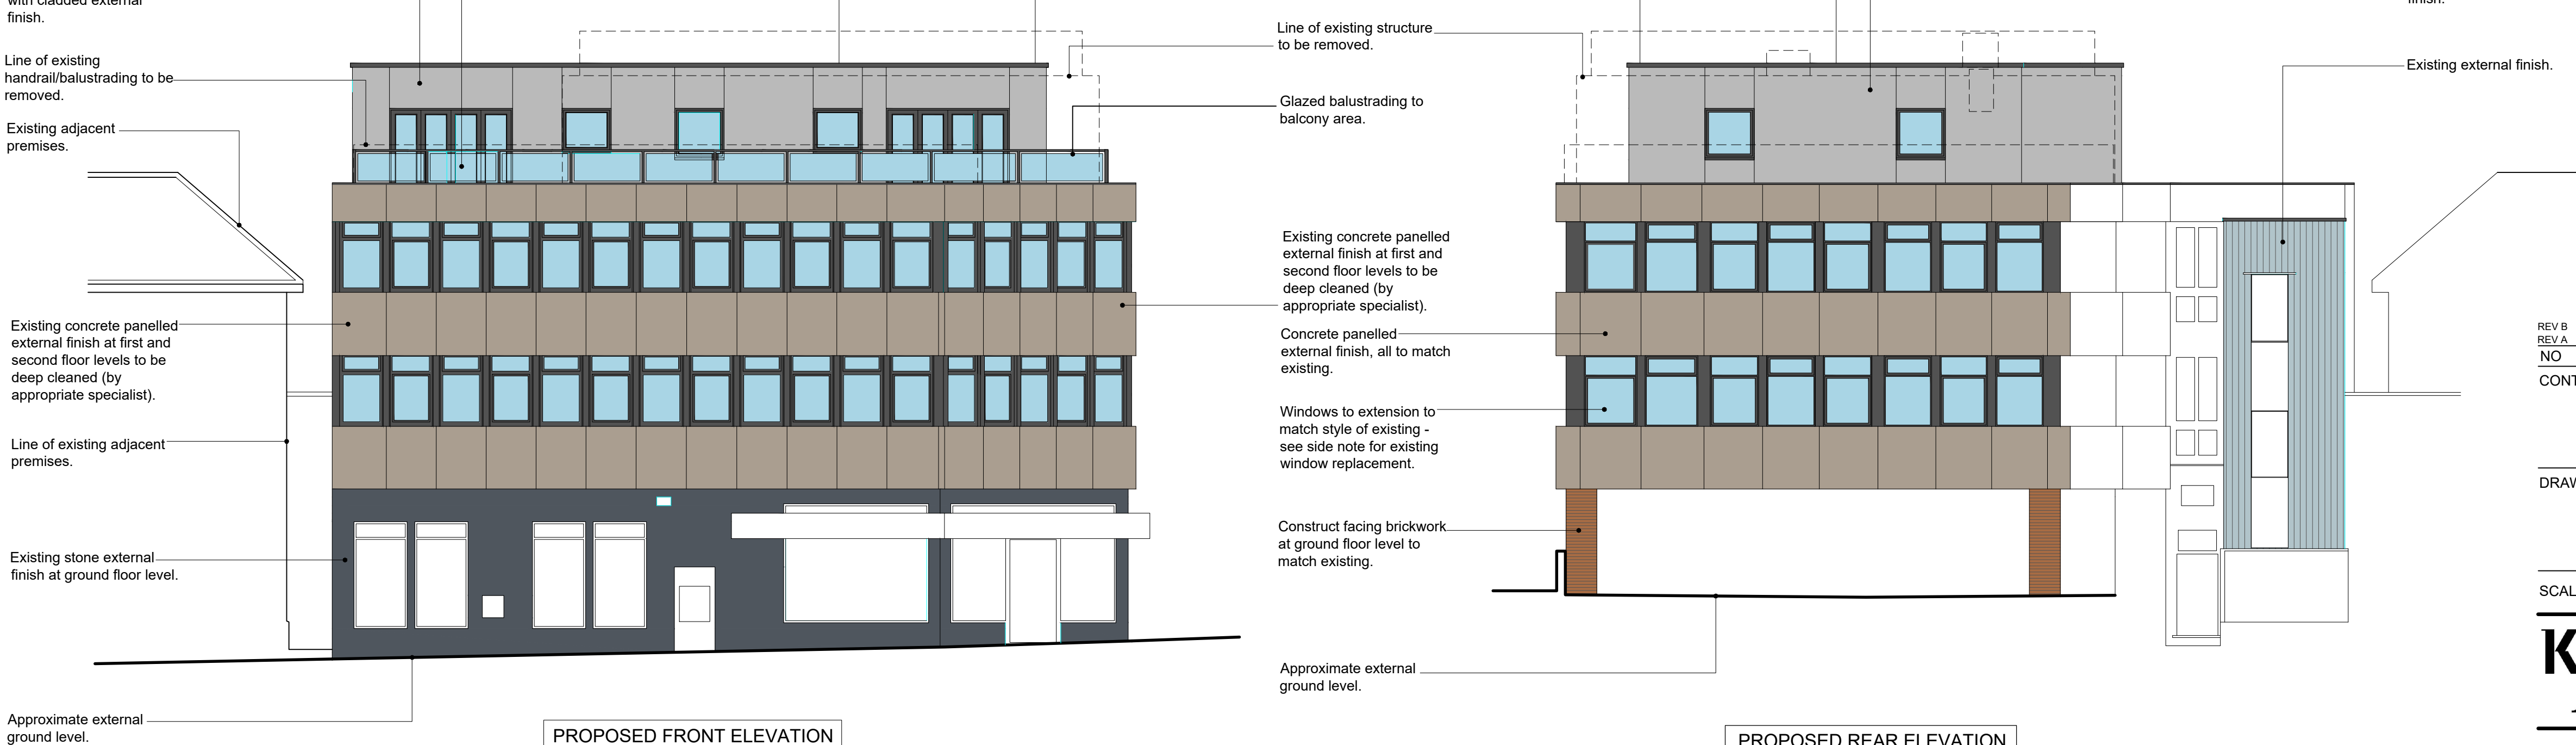 with cladded external
finish.
Line of existing
handrail/balustrading to be
removed.
Existing adjacent
premises.
Existing concrete panelled
external finish at first and
second floor levels to be
deep cleaned (by
appropriate specialist).
Line of existing adjacent
premises.
Existing stone external
finish at ground floor level.
Approximate external
ground level.
PROPOSED FRONT ELEVATION
Line of existing structure
to be removed.
Glazed balustrading to
balcony area.
Existing concrete panelled
external finish at first and
second floor levels to be
deep cleaned (by
appropriate specialist).
Concrete panelled
external finish, all to match
existing.
Windows to extension to
match style of existing -
see side note for existing
window replacement.
Construct facing brickwork
at ground floor level to
match existing.
Approximate external
ground level.
PROPOSED REAR ELEVATION
finish.
Existing external finish.
REV B
REV A
NO
CONT
DRAW
SCAL
K